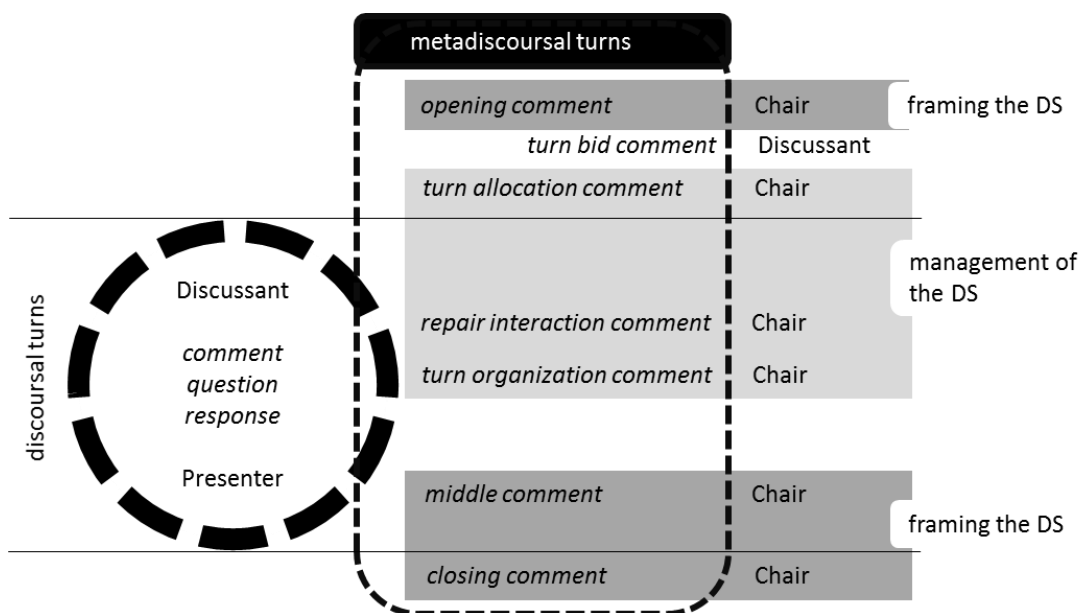 metadiscoursal turns
opening comment Chair framing the DS
turn bid comment Discussant
turn allocation comment Chair
management of
the DS
discoursal turns
Discussant
comment
question
response
Presenter
repair interaction comment Chair
turn organization comment Chair
middle comment Chair
framing the DS
closing comment Chair